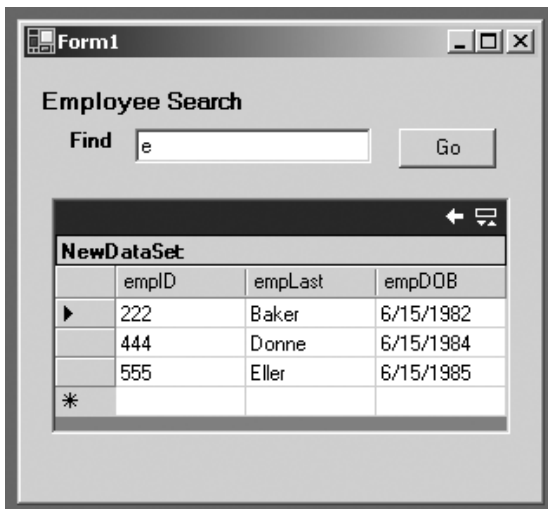 Form1
Employee Search
Find e Go
NewDataSet
empID empLast empDOB
222 Baker 6/15/1982
444 Donne 6/15/1984
555 Eller 6/15/1985
*